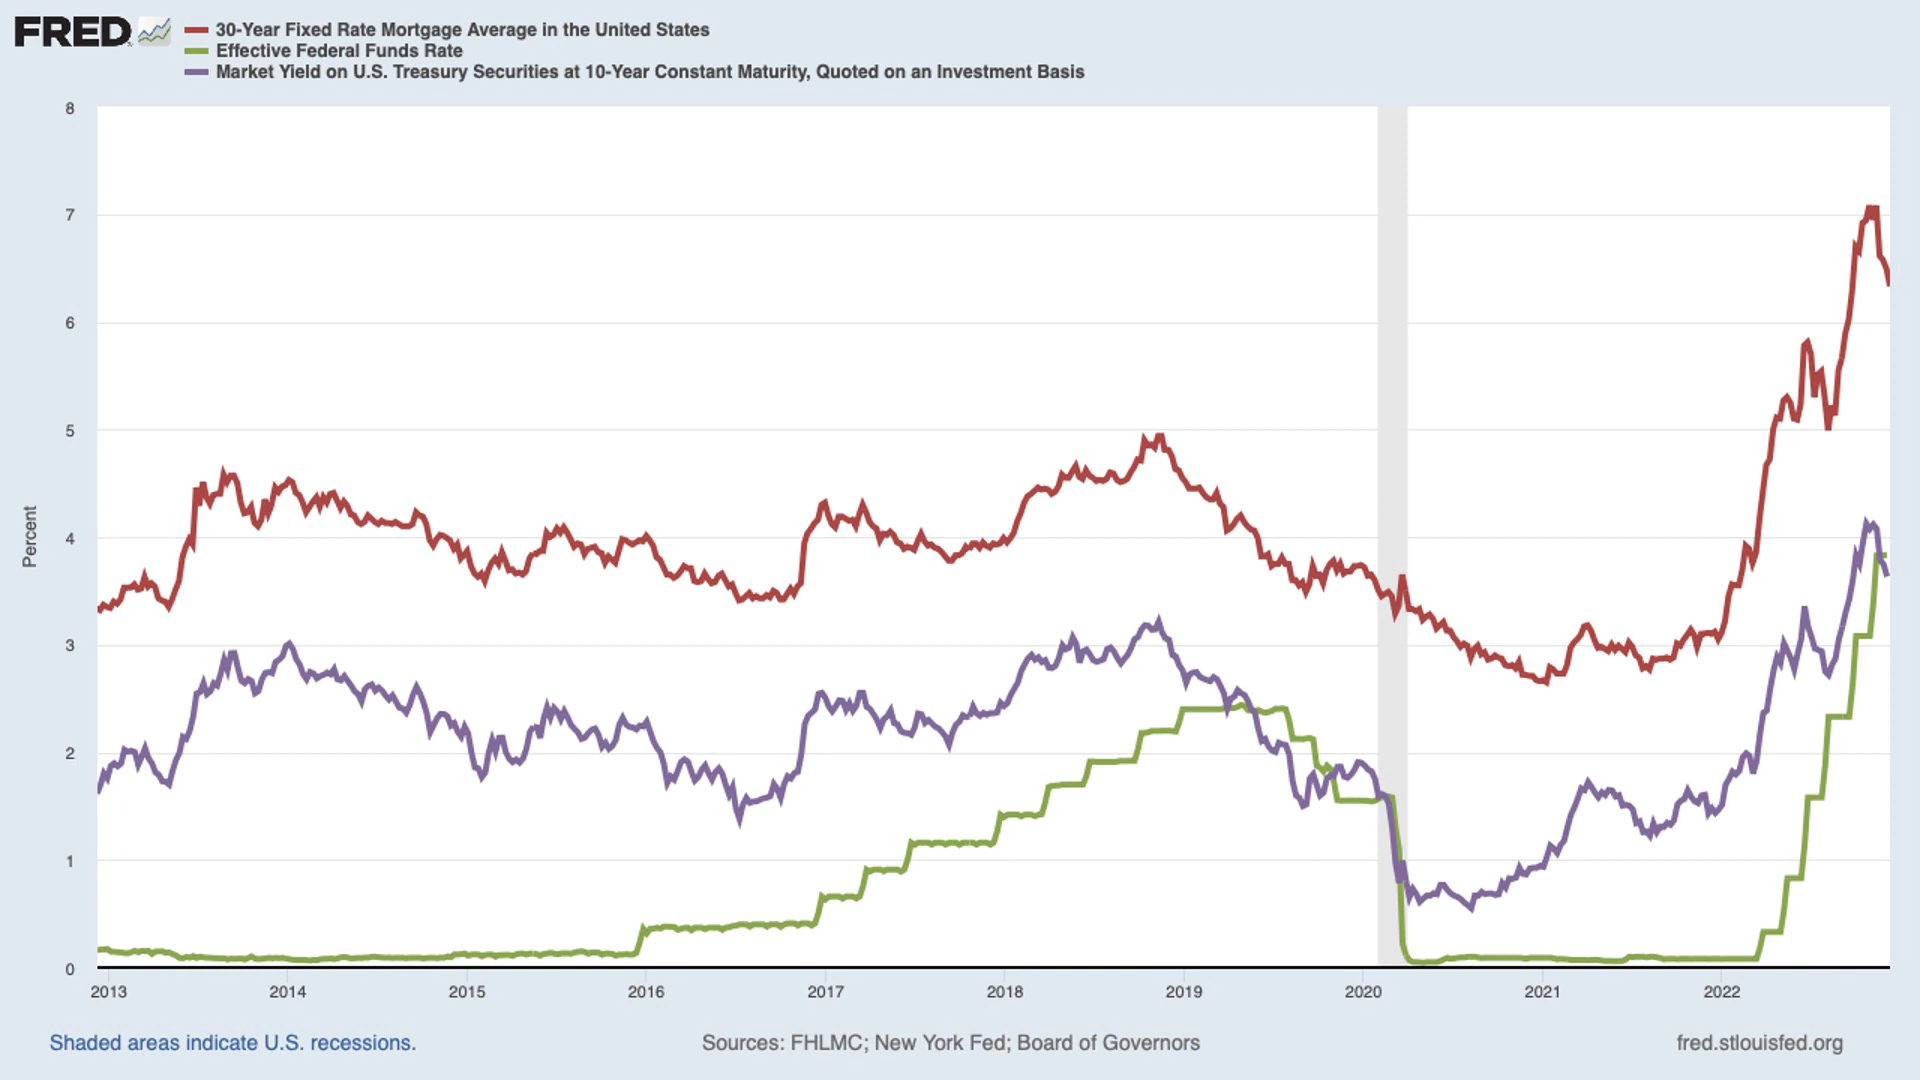 FRED
30-Year Fixed Rate Mortgage Average in the United States
Effective Federal Funds Rate
Market Yield on U.S. Treasury Securities at 10-Year Constant Maturity, Quoted on an Investment Basis
8
7
6
5
4
3
2
1
0
Percent
2013 2014 2015 2016 2017 2018 2019 2020 2021 2022
Shaded areas indicate U.S. recessions. Sources: FHLMC; New York Fed; Board of Governors fred.stlouisfed.org